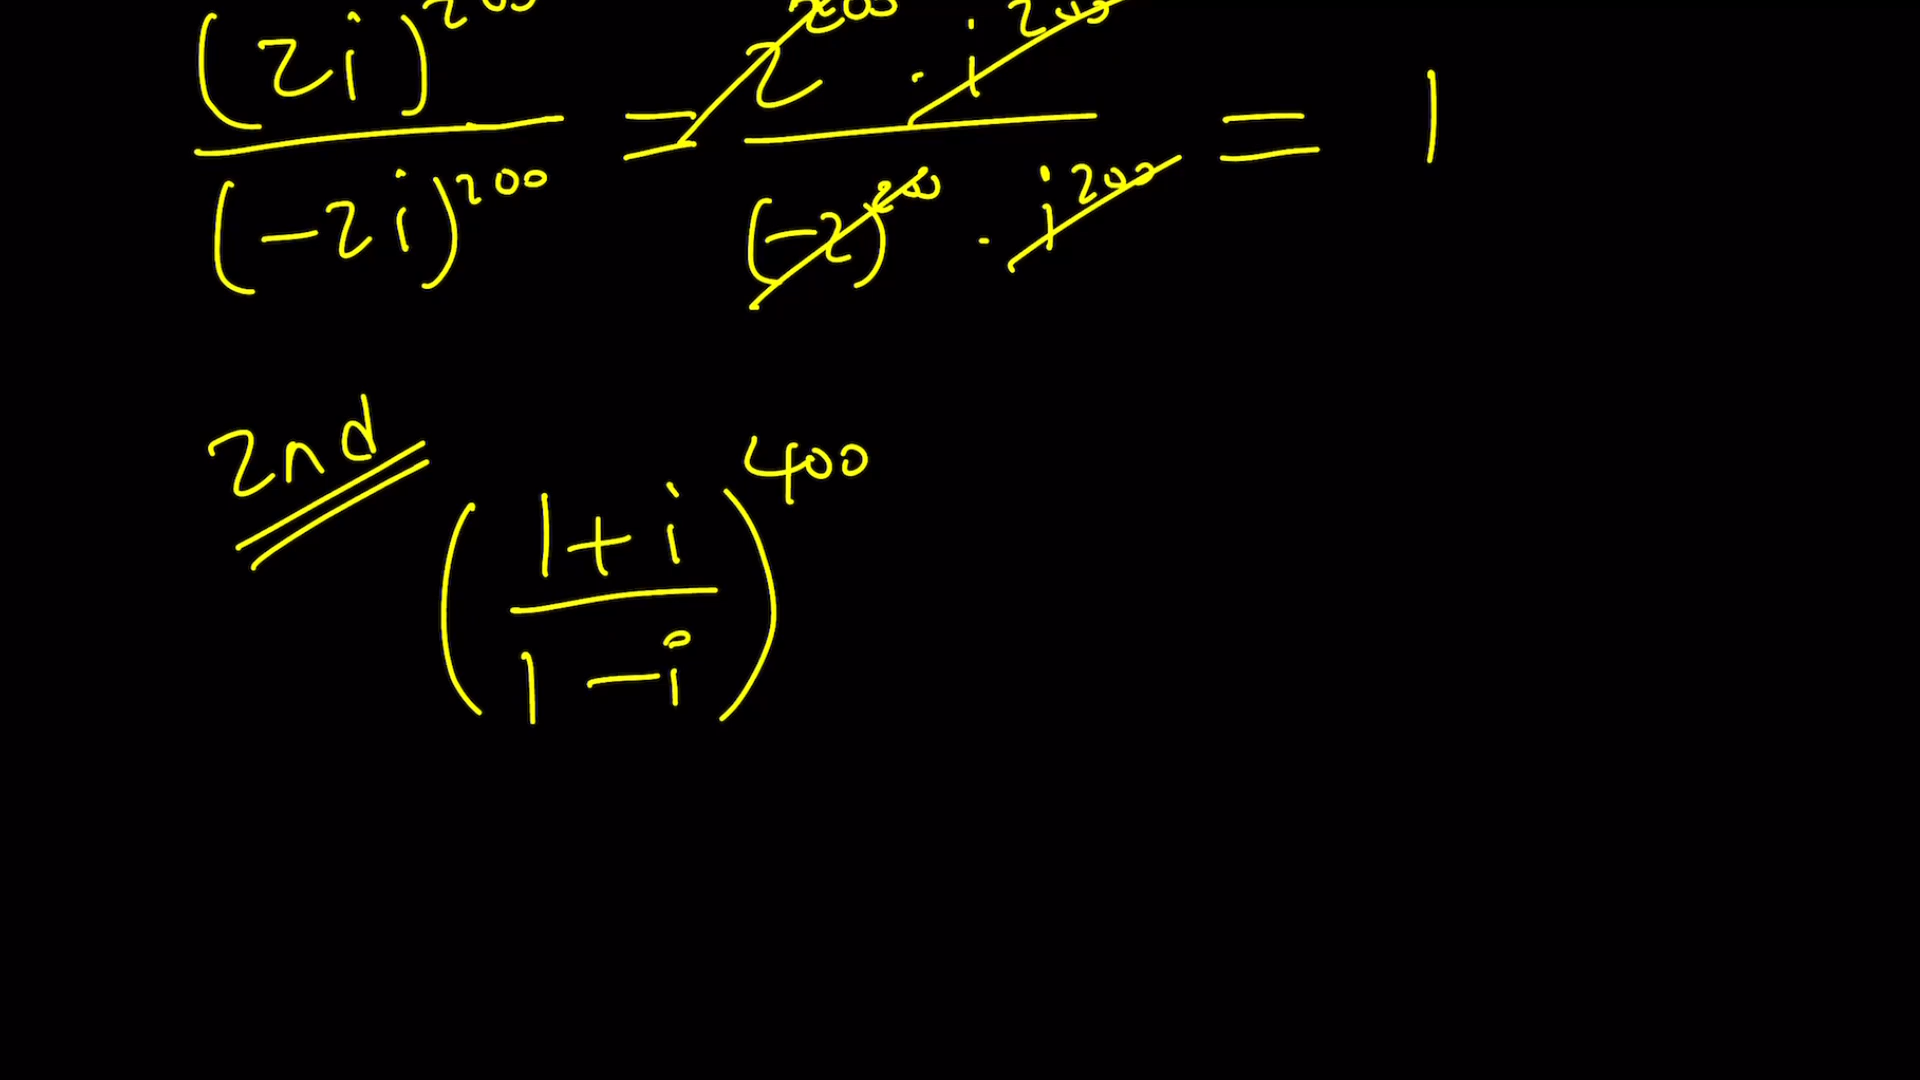 (2i)^200 / (-2i)^200 = 2^200 · i^200 / (-2)^200 · i^200 = 1
2nd
((1+i)/(1-i))^400